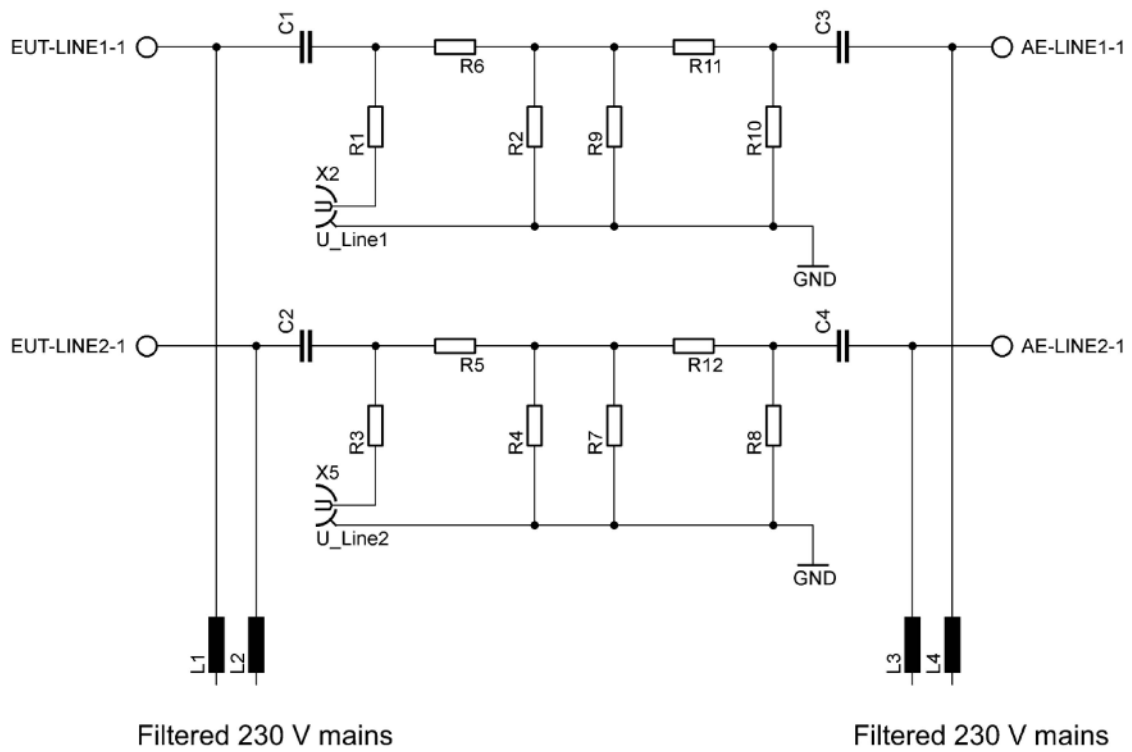 C1
C3
EUT-LINE1-1
R6
R11
AE-LINE1-1
R1
R2
R9
R10
X2
U_Line1
GND
C2
C4
EUT-LINE2-1
R5
R12
AE-LINE2-1
R3
R4
R7
R8
X5
U_Line2
GND
L1
L2
L3
L4
Filtered 230 V mains
Filtered 230 V mains